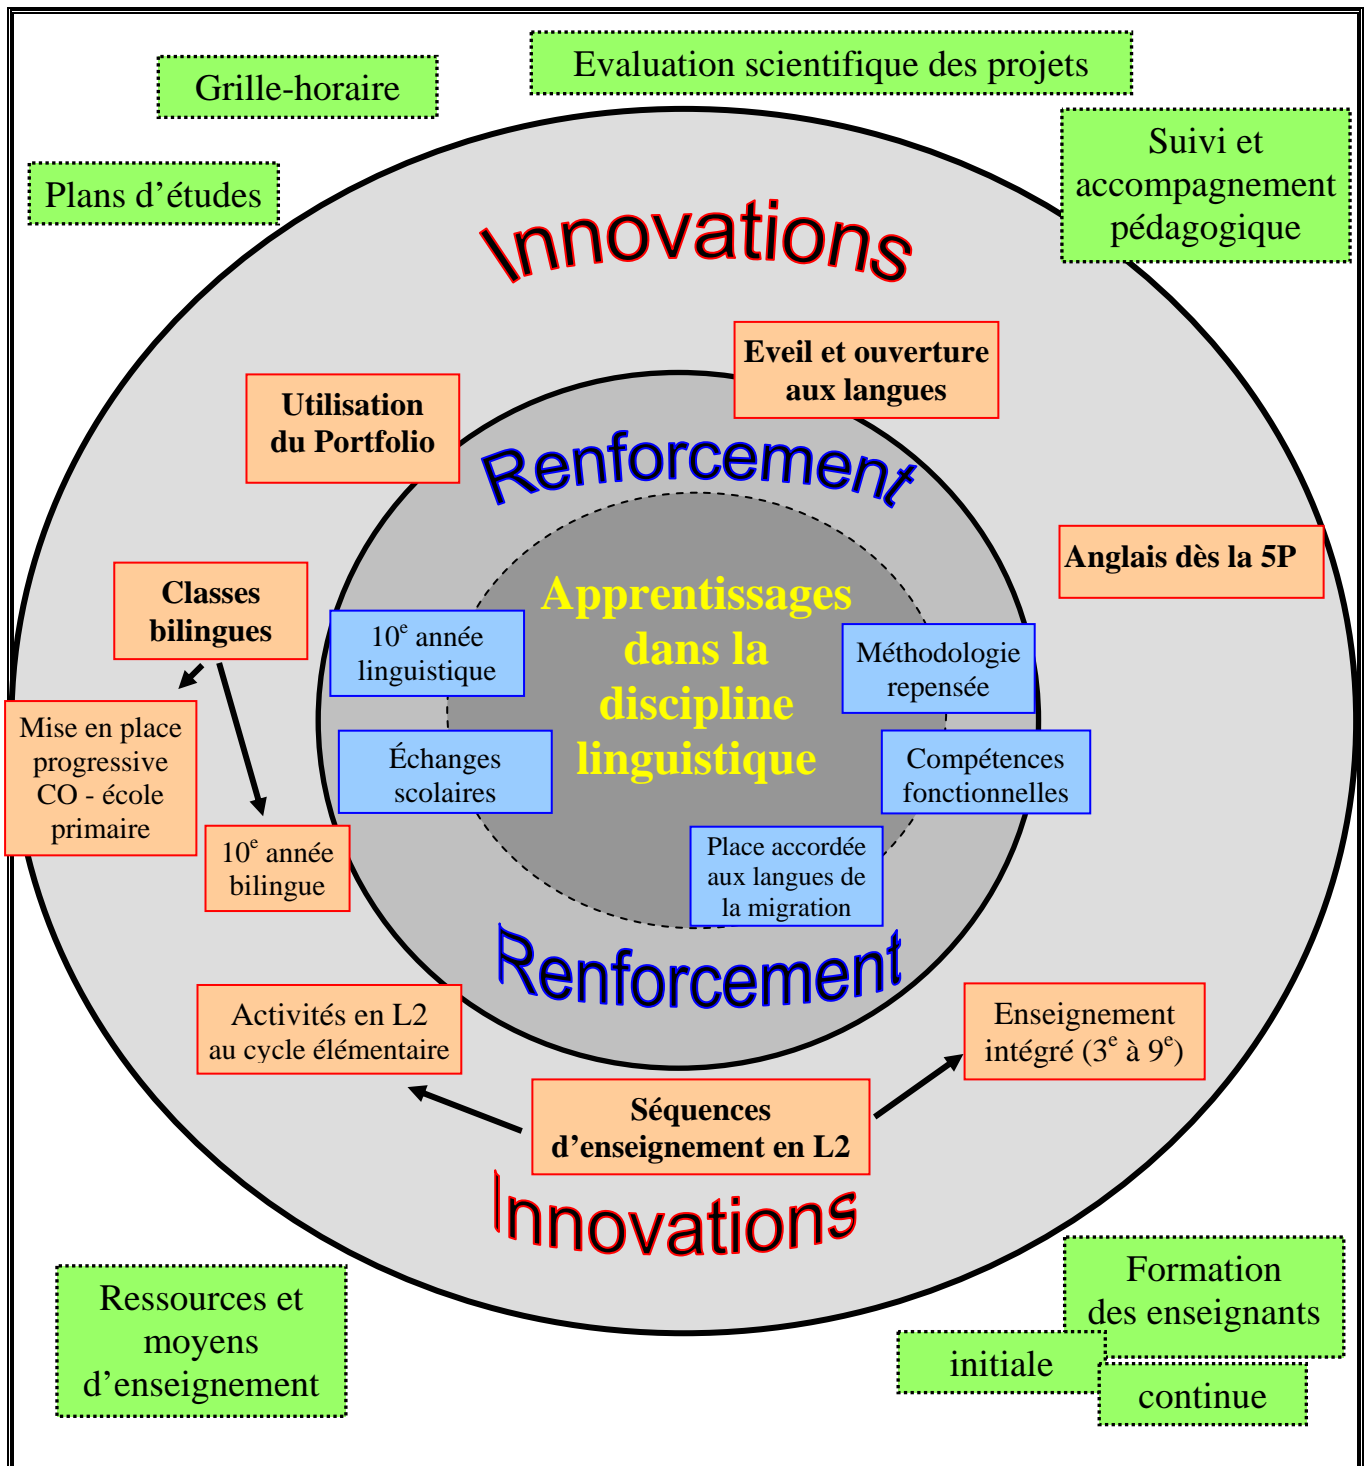 Evaluation scientifique des projets
Grille-horaire
Suivi et
accompagnement
pédagogique
Plans d’études
Innovations
Eveil et ouverture
aux langues
Utilisation
du Portfolio
Renforcement
Anglais dès la 5P
Classes
bilingues
Apprentissages
dans la
discipline
linguistique
10e année
linguistique
Méthodologie
repensée
Mise en place
progressive
CO - école
primaire
Échanges
scolaires
Compétences
fonctionnelles
10e année
bilingue
Place accordée
aux langues de
la migration
Renforcement
Activités en L2
au cycle élémentaire
Enseignement
intégré (3e à 9e)
Séquences
d’enseignement en L2
Innovations
Ressources et
moyens
d’enseignement
Formation
des enseignants
initiale
continue